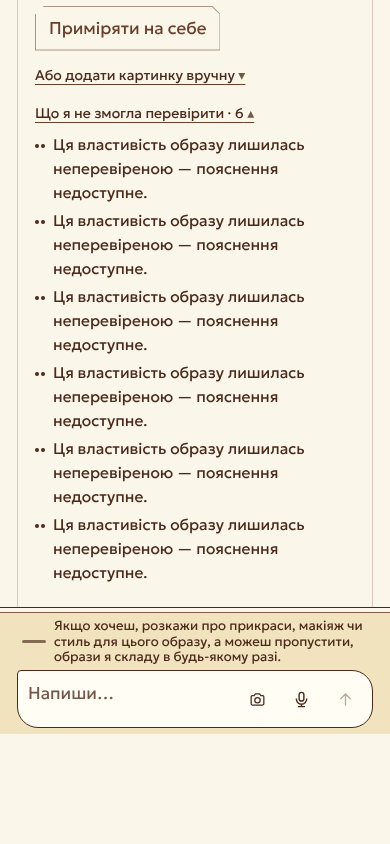 Приміряти на себе
Або додати картинку вручну ▾
Що я не змогла перевірити · 6 ▴
•• Ця властивість образу лишилась
неперевіреною — пояснення
недоступне.
•• Ця властивість образу лишилась
неперевіреною — пояснення
недоступне.
•• Ця властивість образу лишилась
неперевіреною — пояснення
недоступне.
•• Ця властивість образу лишилась
неперевіреною — пояснення
недоступне.
•• Ця властивість образу лишилась
неперевіреною — пояснення
недоступне.
•• Ця властивість образу лишилась
неперевіреною — пояснення
недоступне.
Якщо хочеш, розкажи про прикраси, макіяж чи
стиль для цього образу, а можеш пропустити,
образи я складу в будь-якому разі.
Напиши...